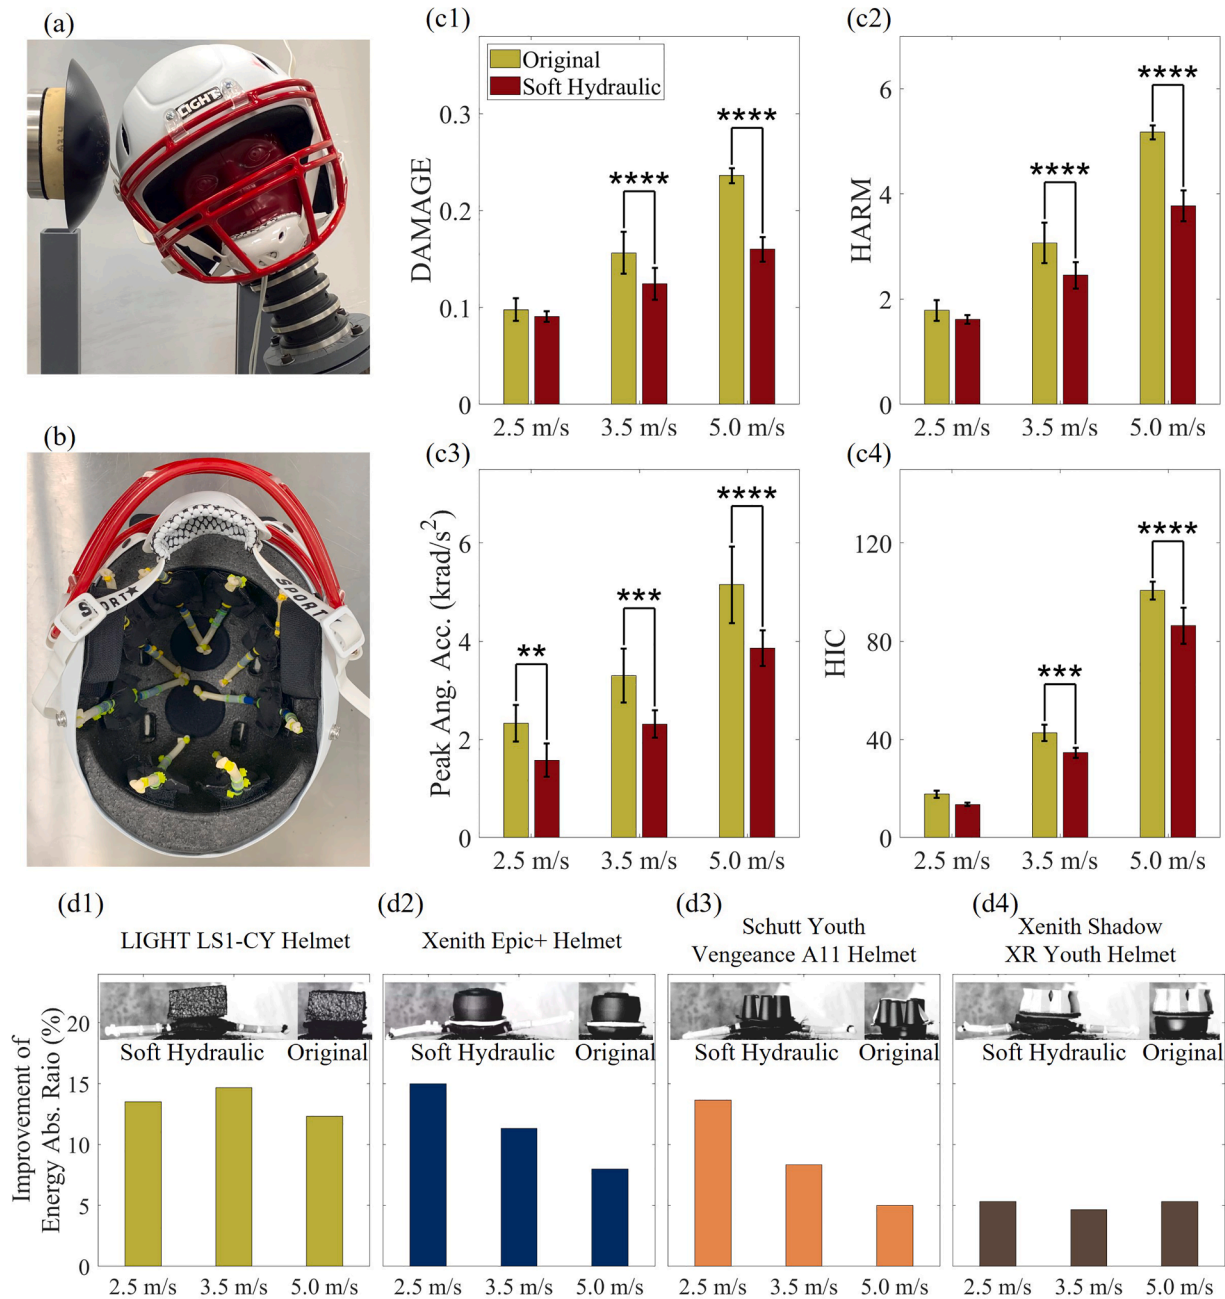 (a)
LIGHT
(b)
SPORT
SPORT
(c1)
Original
Soft Hydraulic
DAMAGE
0.3
0.2
0.1
0
****
****
2.5 m/s 3.5 m/s 5.0 m/s
(c2)
HARM
6
4
2
0
****
****
2.5 m/s 3.5 m/s 5.0 m/s
(c3)
Peak Ang. Acc. (krad/s²)
6
4
2
0
**
***
****
2.5 m/s 3.5 m/s 5.0 m/s
(c4)
HIC
120
80
40
0
***
****
2.5 m/s 3.5 m/s 5.0 m/s
(d1)
LIGHT LS1-CY Helmet
Soft Hydraulic Original
Improvement of
Energy Abs. Raio (%)
20
15
10
5
0
2.5 m/s 3.5 m/s 5.0 m/s
(d2)
Xenith Epic+ Helmet
Soft Hydraulic Original
2.5 m/s 3.5 m/s 5.0 m/s
(d3)
Schutt Youth
Vengeance A11 Helmet
Soft Hydraulic Original
2.5 m/s 3.5 m/s 5.0 m/s
(d4)
Xenith Shadow
XR Youth Helmet
Soft Hydraulic Original
2.5 m/s 3.5 m/s 5.0 m/s